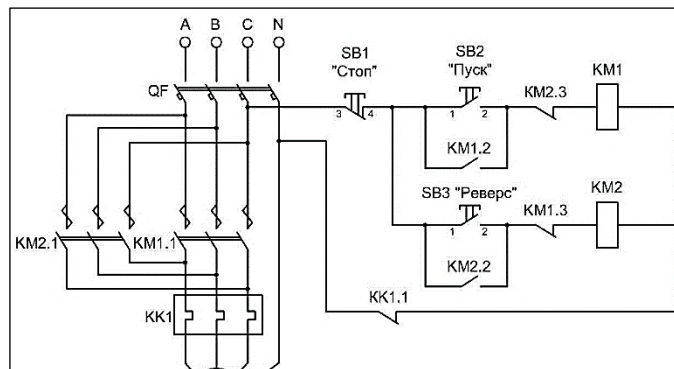 A B C N
QF
SB1
"Стоп"
3 4
SB2
"Пуск"
1 2
KM2.3
KM1
KM1.2
SB3 "Реверс"
1 2
KM1.3
KM2
KM2.2
KM2.1
KM1.1
KK1.1
KK1